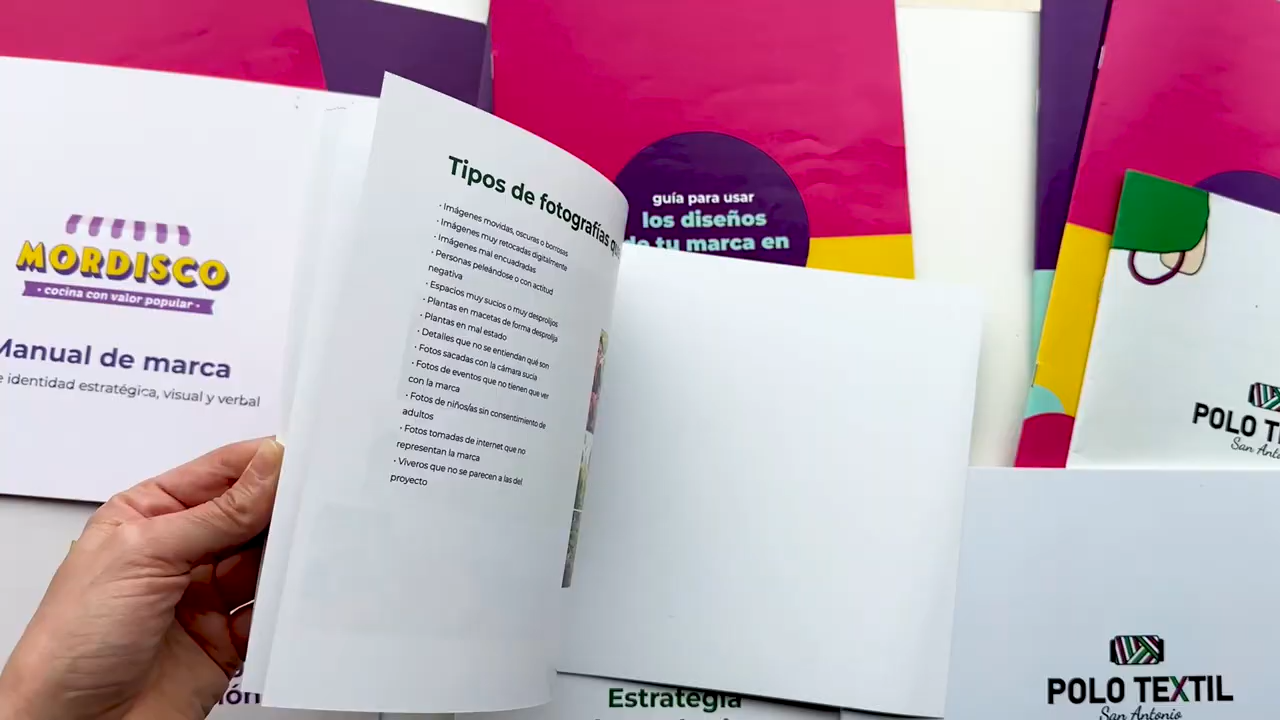 MORDISCO
· cocina con valor popular ·
Manual de marca
identidad estratégica, visual y verbal
Tipos de fotografías
· Imágenes movidas, oscuras o borrosas
· Imágenes muy retocadas digitalmente
· Imágenes mal encuadradas
· Personas peleándose o con actitud
negativa
· Espacios muy sucios o muy desprolijos
· Plantas en macetas de forma desprolija
· Plantas en mal estado
· Detalles que no se entiendan qué son
· Fotos sacadas con la cámara sucia
· Fotos de eventos que no tienen que ver
con la marca
· Fotos de niños/as sin consentimiento de
adultos
· Fotos tomadas de internet que no
representan la marca
· Viveros que no se parecen a las del
proyecto
guía para usar
los diseños
de tu marca en
POLO
San
Estrategia
POLO TEXTIL
San Antonio